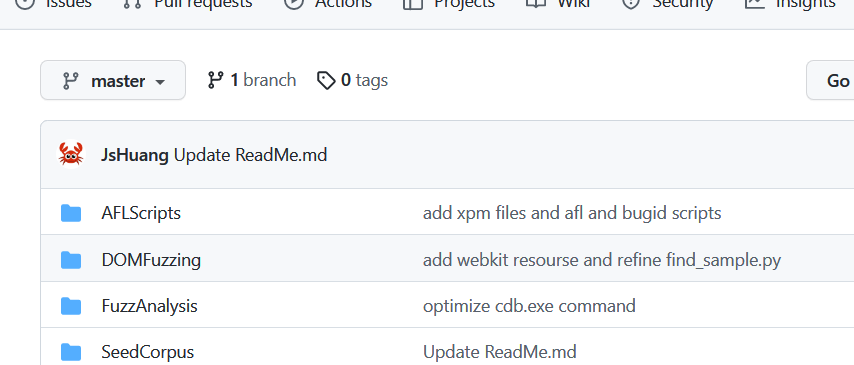 Issues Pull requests Actions Projects Wiki Security Insights
master 1 branch 0 tags Go
JsHuang Update ReadMe.md
AFLScripts add xpm files and afl and bugid scripts
DOMFuzzing add webkit resourse and refine find_sample.py
FuzzAnalysis optimize cdb.exe command
SeedCorpus Update ReadMe.md